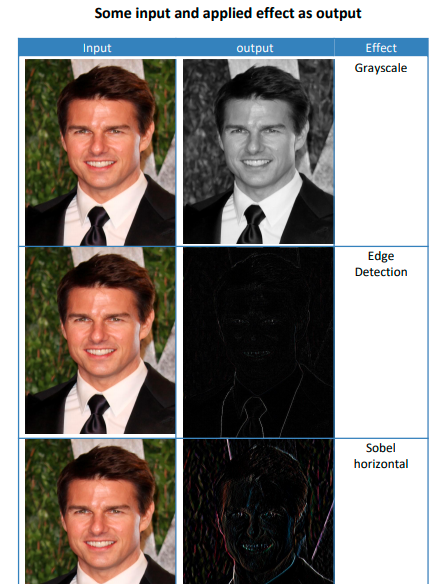 Some input and applied effect as output
Input output Effect
Grayscale
Edge
Detection
Sobel
horizontal